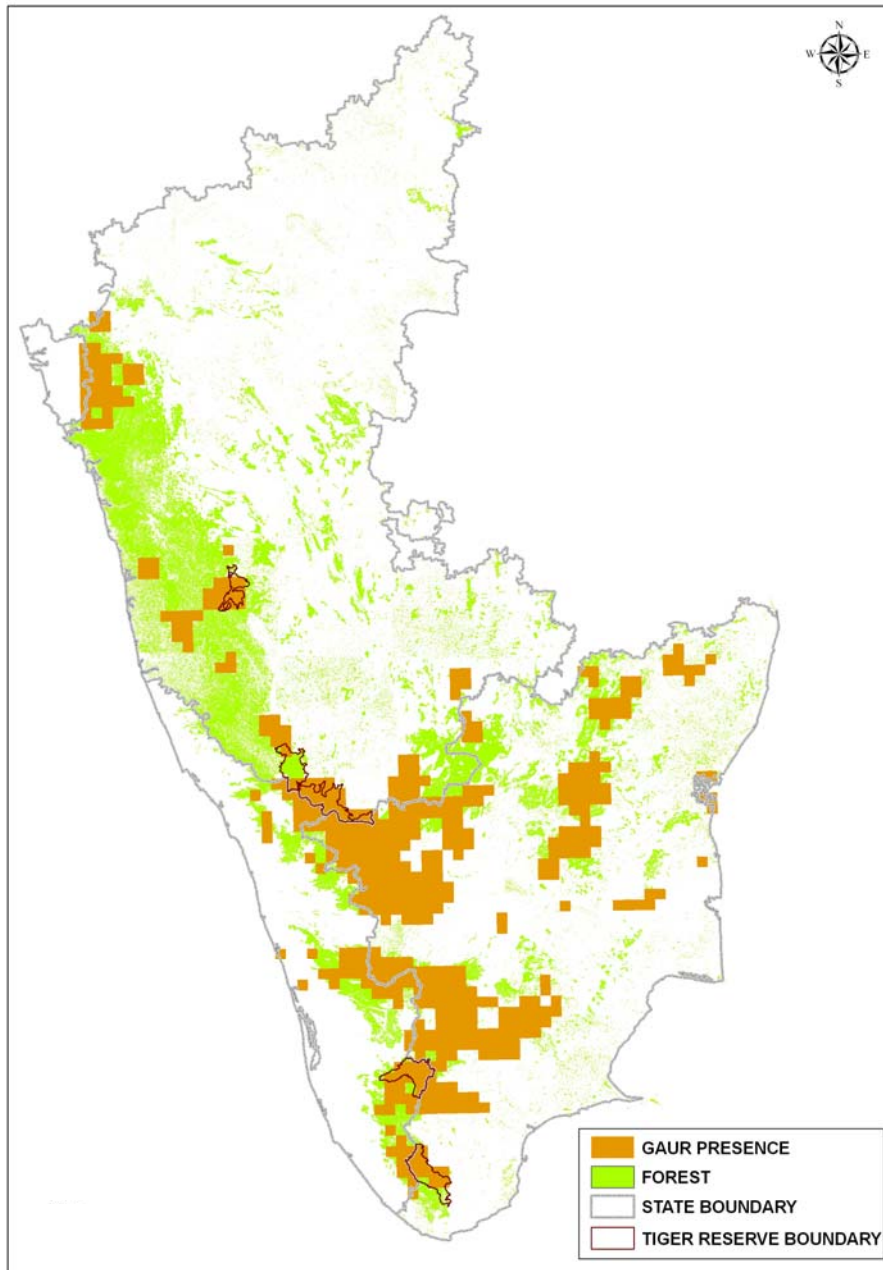 N
W E
S
GAUR PRESENCE
FOREST
STATE BOUNDARY
TIGER RESERVE BOUNDARY